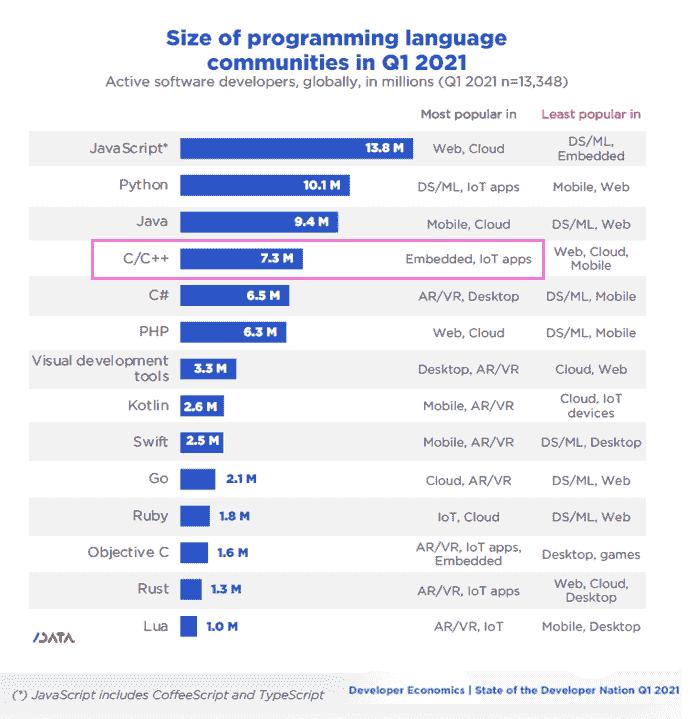 Size of programming language
communities in Q1 2021
Active software developers, globally, in millions (Q1 2021 n=13,348)
Most popular in Least popular in
JavaScript* 13.8 M Web, Cloud DS/ML,
Embedded
Python 10.1 M DS/ML, IoT apps Mobile, Web
Java 9.4 M Mobile, Cloud DS/ML, Web
C/C++ 7.3 M Embedded, IoT apps Web, Cloud,
Mobile
C# 6.5 M AR/VR, Desktop DS/ML, Mobile
PHP 6.3 M Web, Cloud DS/ML, Mobile
Visual development
tools 3.3 M Desktop, AR/VR Cloud, Web
Kotlin 2.6 M Mobile, AR/VR Cloud, IoT
devices
Swift 2.5 M Mobile, AR/VR DS/ML, Desktop
Go 2.1 M Cloud, AR/VR DS/ML, Web
Ruby 1.8 M IoT, Cloud DS/ML, Web
Objective C 1.6 M AR/VR, IoT apps,
Embedded Desktop, games
Rust 1.3 M AR/VR, IoT apps Web, Cloud,
Desktop
Lua 1.0 M AR/VR, IoT Mobile, Desktop
/DATA
(*) JavaScript includes CoffeeScript and TypeScript
Developer Economics | State of the Developer Nation Q1 2021